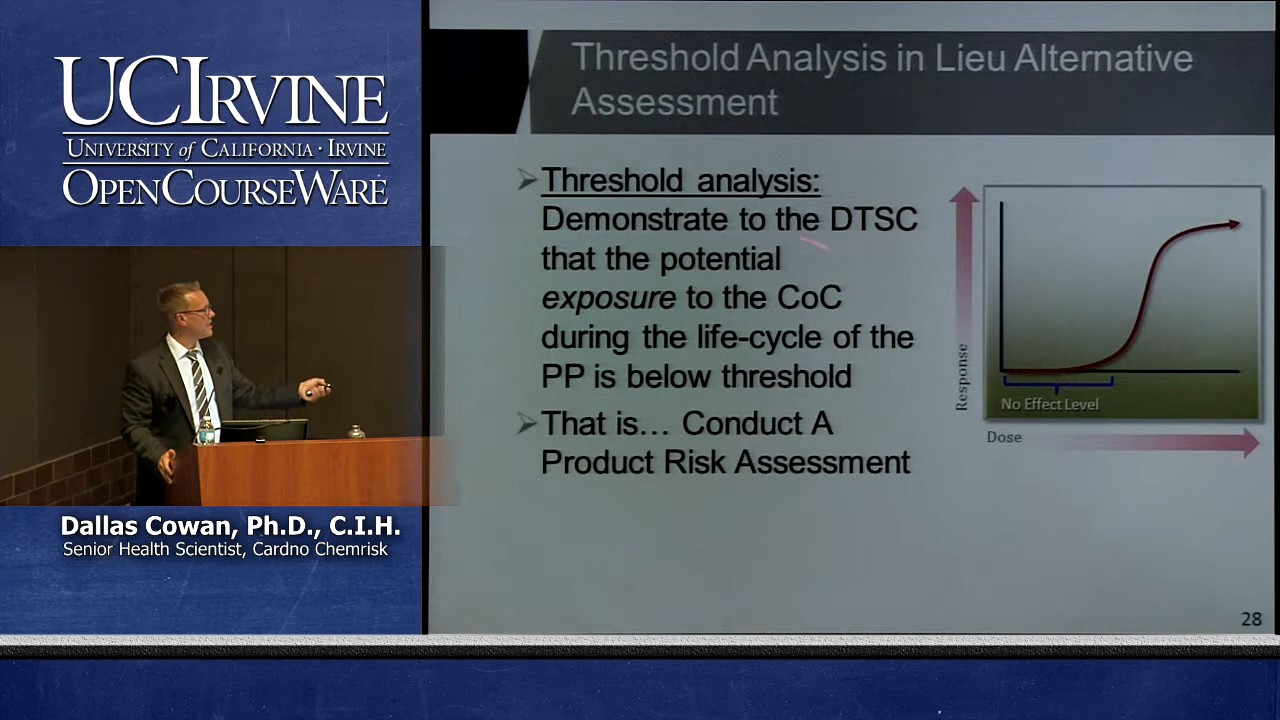 UCIRVINE
UNIVERSITY of CALIFORNIA · IRVINE
OPENCOURSEWARE
Dallas Cowan, Ph.D., C.I.H.
Senior Health Scientist, Cardno Chemrisk
Threshold Analysis in Lieu Alternative
Assessment
Threshold analysis:
Demonstrate to the DTSC
that the potential
exposure to the CoC
during the life-cycle of the
PP is below threshold
That is... Conduct A
Product Risk Assessment
Response
No Effect Level
Dose
28